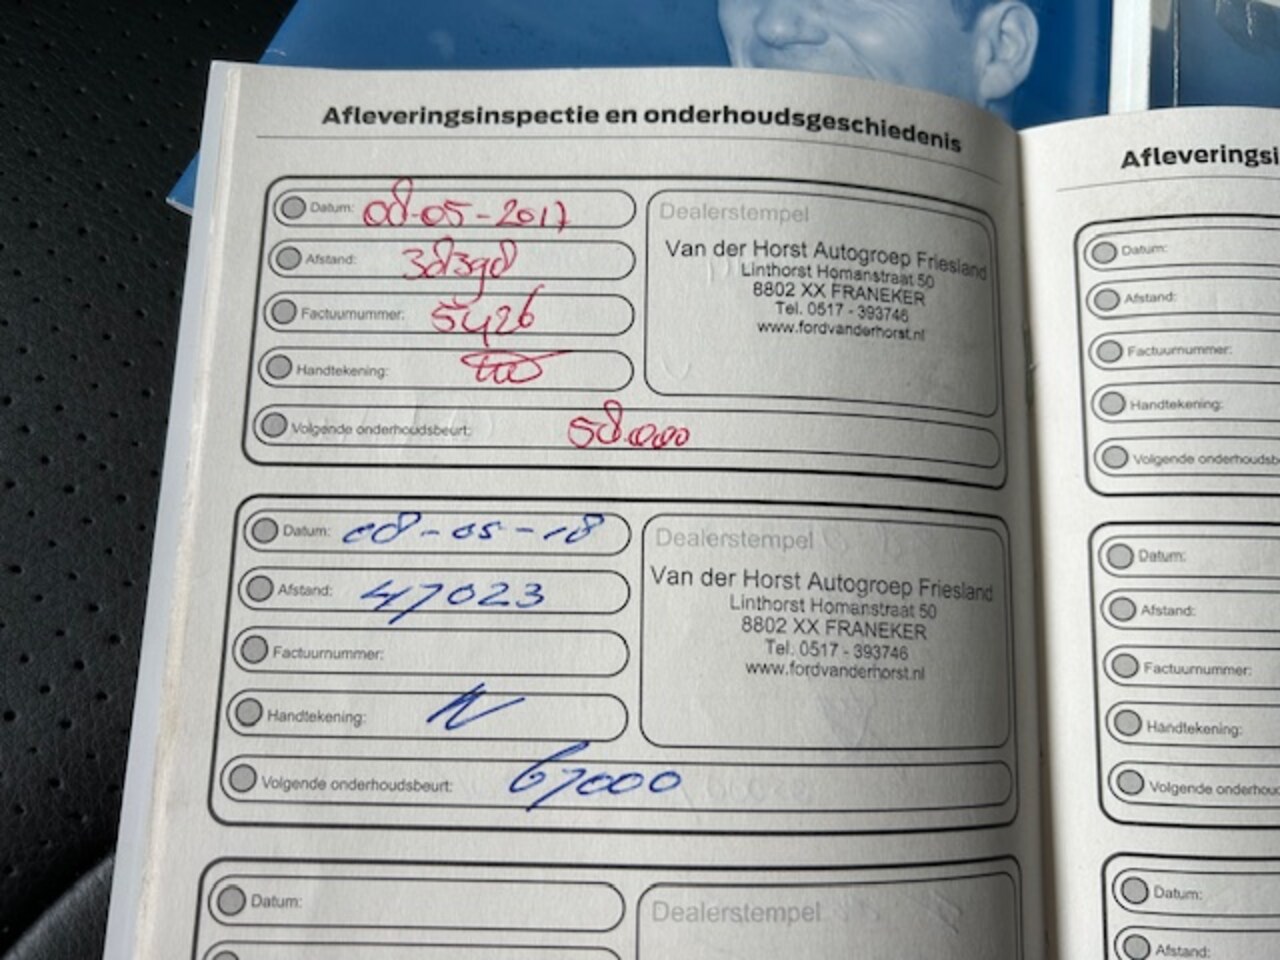 Afleveringsinspectie en onderhoudsgeschiedenis
Datum: 08-05-2017
Afstand: 38398
Factuurnummer: 5426
Handtekening:
Volgende onderhoudsbeurt: 58.000
Dealerstempel
Van der Horst Autogroep Friesland
Linthorst Homanstraat 50
8802 XX FRANEKER
Tel. 0517 - 393746
www.fordvanderhorst.nl
Datum: 08-05-18
Afstand: 47023
Factuurnummer:
Handtekening:
Volgende onderhoudsbeurt: 67000
Dealerstempel
Van der Horst Autogroep Friesland
Linthorst Homanstraat 50
8802 XX FRANEKER
Tel. 0517 - 393746
www.fordvanderhorst.nl
Datum:
Dealerstempel
Afleveringsi
Datum:
Afstand:
Factuurnummer:
Handtekening:
Volgende onderhoudsb
Datum:
Afstand:
Factuurnummer:
Handtekening:
Volgende onderhoud
Datum:
Afstand: